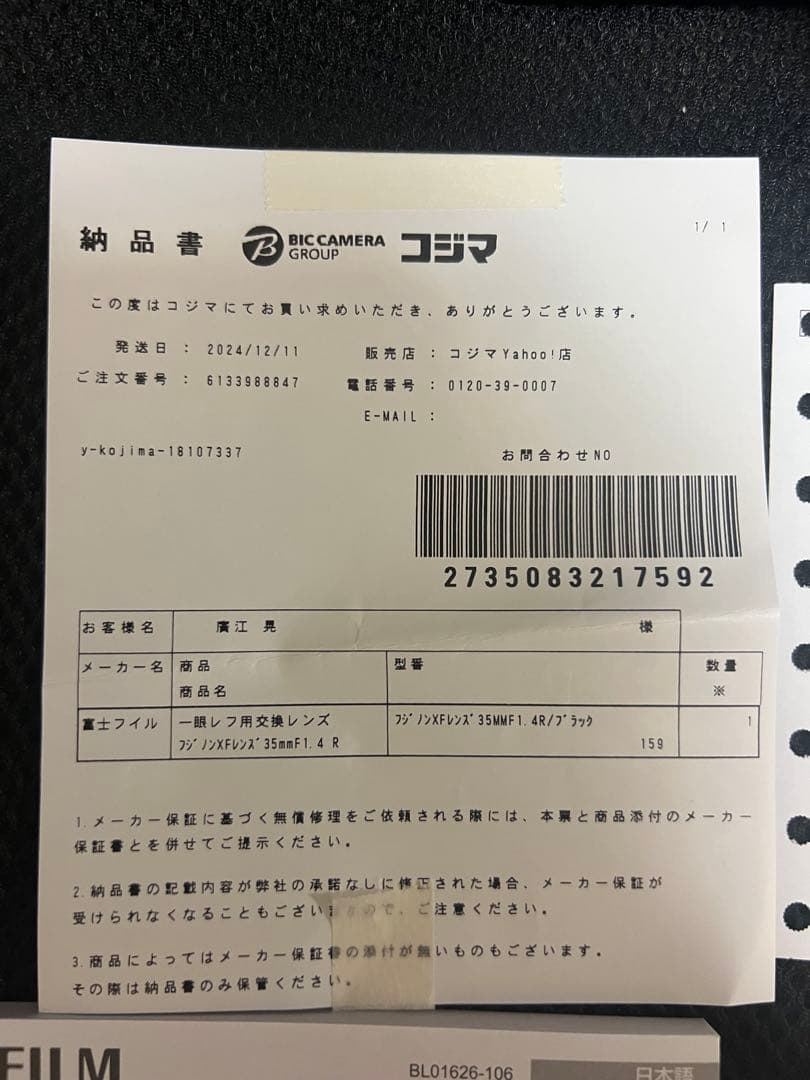 納品書 BIC CAMERA GROUP コジマ
1/ 1
この度はコジマにてお買い求めいただき、ありがとうございます。
発送日 : 2024/12/11
販売店 : コジマYahoo!店
ご注文番号 : 6133988847
電話番号 : 0120-39-0007
E-MAIL :
y-kojima-18107337
お問合わせNO
2735083217592
お客様名 廣江 晃 様
メーカー名 商品 型番 数量
商品名 ※
富士フイルム 一眼レフ用交換レンズ ﾌｼﾞﾉﾝXFﾚﾝｽﾞ35MMF1.4R/ﾌﾞﾗｯｸ 1
ﾌｼﾞﾉﾝXFﾚﾝｽﾞ35mmF1.4 R 159
1.メーカー保証に基づく無償修理をご依頼される際には、本票と商品添付のメーカー
保証書とを併せてご提示ください。
2.納品書の記載内容が弊社の承諾なしに修正された場合、メーカー保証が
受けられなくなることもございますので、ご注意ください。
3.商品によってはメーカー保証書の添付が無いものもございます。
その際は納品書のみ保管ください。
FILM
BL01626-106
日本語